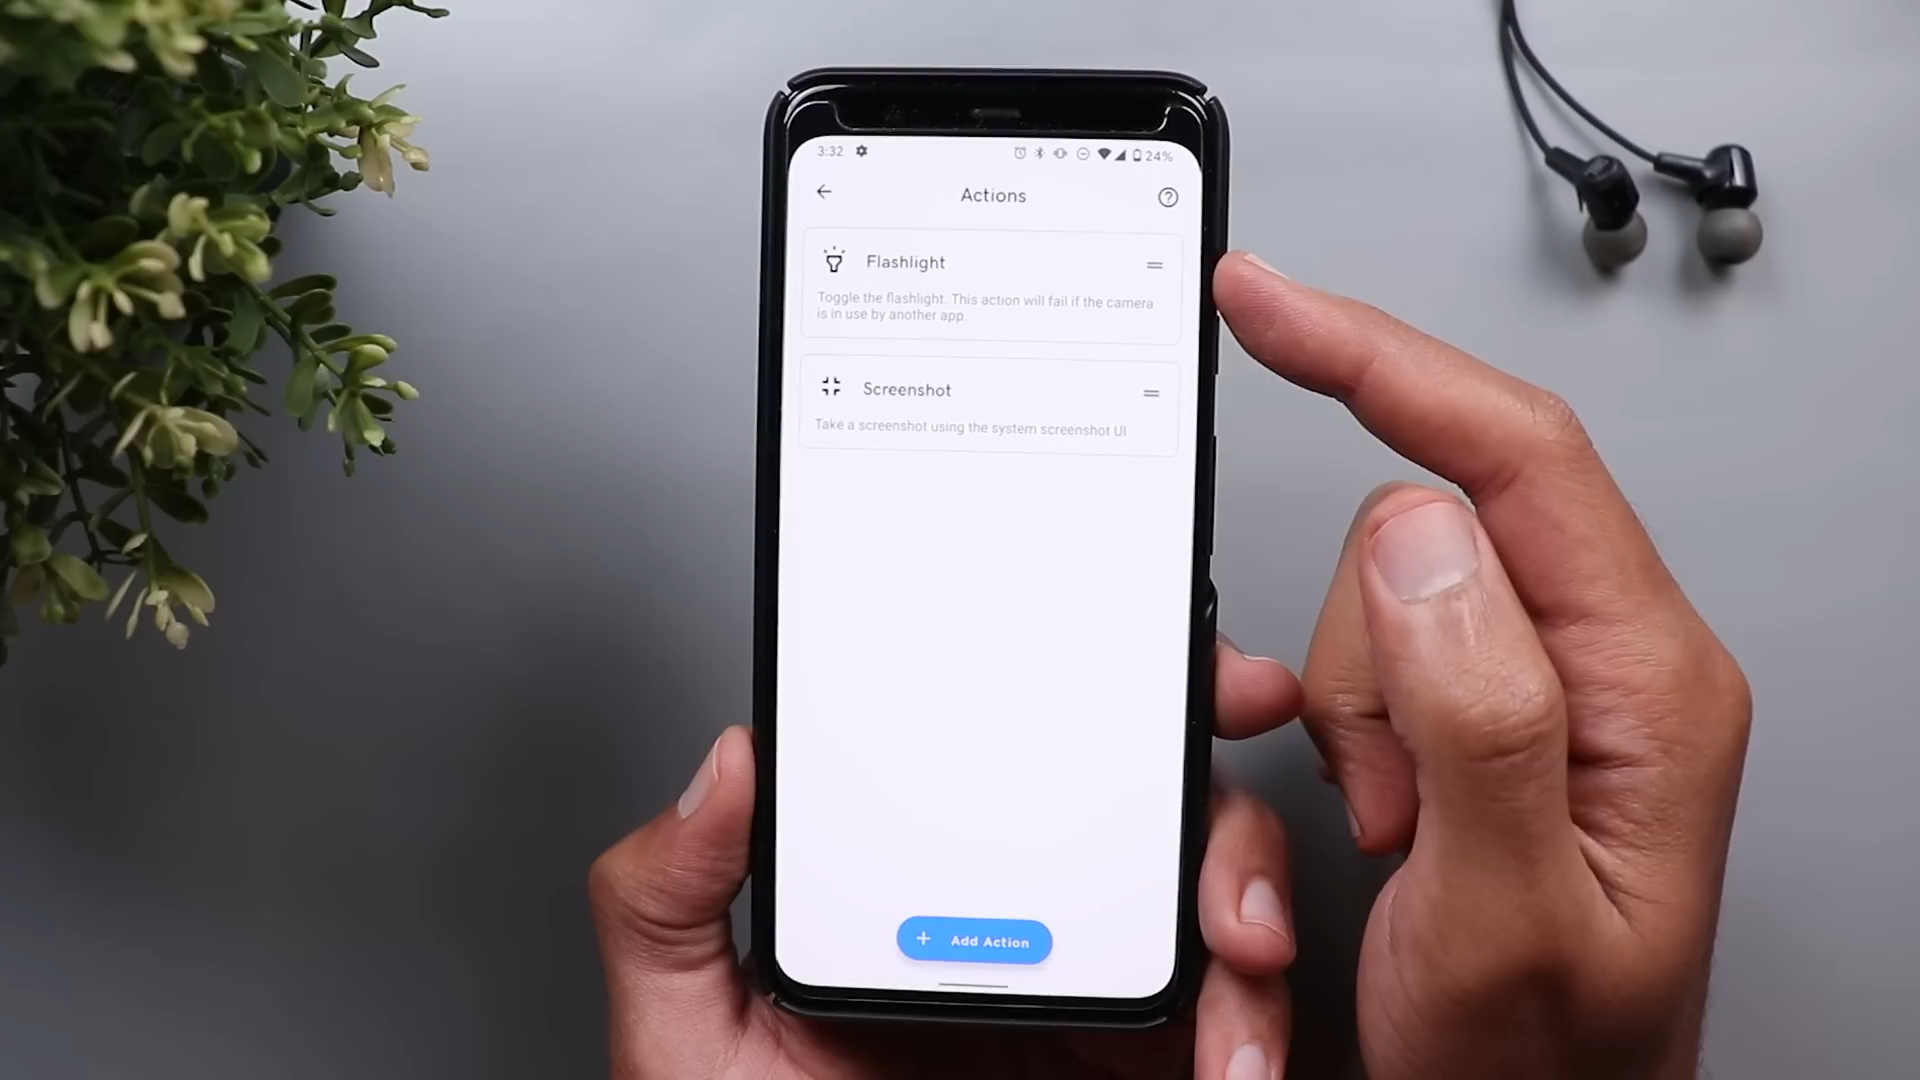 3:32
24%
Actions
Flashlight
Toggle the flashlight. This action will fail if the camera
is in use by another app.
Screenshot
Take a screenshot using the system screenshot UI
+ Add Action